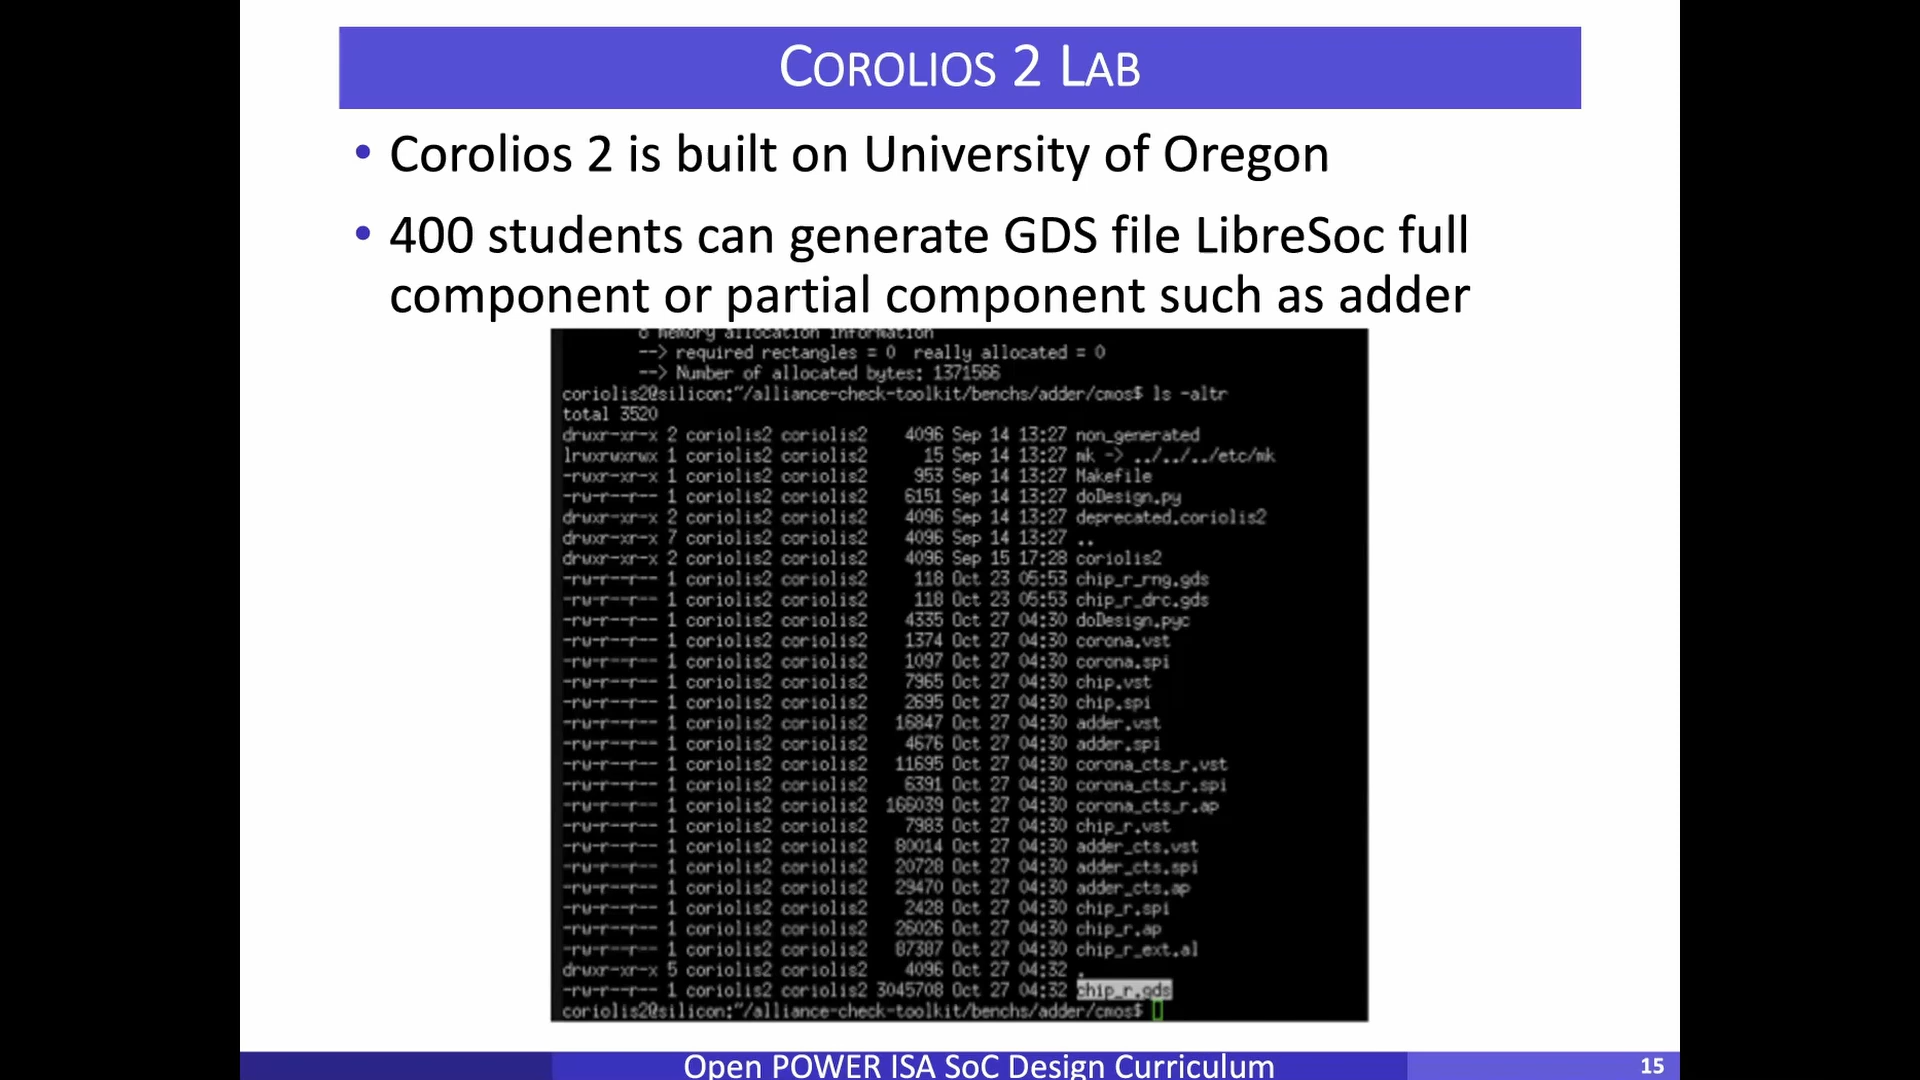 COROLIOS 2 LAB
• Corolios 2 is built on University of Oregon
• 400 students can generate GDS file LibreSoc full
component or partial component such as adder
o memory allocation information
--> required rectangles = 0  really allocated = 0
--> Number of allocated bytes: 1371566
coriolis2@silicon:~/alliance-check-toolkit/benchs/adder/cmos$ ls -altr
total 3520
drwxr-xr-x 2 coriolis2 coriolis2    4096 Sep 14 13:27 non_generated
lrwxrwxrwx 1 coriolis2 coriolis2      15 Sep 14 13:27 mk -> ../../../etc/mk
-rwxr-xr-x 1 coriolis2 coriolis2     953 Sep 14 13:27 Makefile
-rw-r--r-- 1 coriolis2 coriolis2    6151 Sep 14 13:27 doDesign.py
drwxr-xr-x 2 coriolis2 coriolis2    4096 Sep 14 13:27 deprecated.coriolis2
drwxr-xr-x 7 coriolis2 coriolis2    4096 Sep 14 13:27 ..
drwxr-xr-x 2 coriolis2 coriolis2    4096 Sep 15 17:28 coriolis2
-rw-r--r-- 1 coriolis2 coriolis2     118 Oct 23 05:53 chip_r_rng.gds
-rw-r--r-- 1 coriolis2 coriolis2     118 Oct 23 05:53 chip_r_drc.gds
-rw-r--r-- 1 coriolis2 coriolis2    4335 Oct 27 04:30 doDesign.pyc
-rw-r--r-- 1 coriolis2 coriolis2    1374 Oct 27 04:30 corona.vst
-rw-r--r-- 1 coriolis2 coriolis2    1097 Oct 27 04:30 corona.spi
-rw-r--r-- 1 coriolis2 coriolis2    7965 Oct 27 04:30 chip.vst
-rw-r--r-- 1 coriolis2 coriolis2    2695 Oct 27 04:30 chip.spi
-rw-r--r-- 1 coriolis2 coriolis2   16847 Oct 27 04:30 adder.vst
-rw-r--r-- 1 coriolis2 coriolis2    4676 Oct 27 04:30 adder.spi
-rw-r--r-- 1 coriolis2 coriolis2   11695 Oct 27 04:30 corona_cts_r.vst
-rw-r--r-- 1 coriolis2 coriolis2    6391 Oct 27 04:30 corona_cts_r.spi
-rw-r--r-- 1 coriolis2 coriolis2  166039 Oct 27 04:30 corona_cts_r.ap
-rw-r--r-- 1 coriolis2 coriolis2    7983 Oct 27 04:30 chip_r.vst
-rw-r--r-- 1 coriolis2 coriolis2   80014 Oct 27 04:30 adder_cts.vst
-rw-r--r-- 1 coriolis2 coriolis2   20728 Oct 27 04:30 adder_cts.spi
-rw-r--r-- 1 coriolis2 coriolis2   29470 Oct 27 04:30 adder_cts.ap
-rw-r--r-- 1 coriolis2 coriolis2    2428 Oct 27 04:30 chip_r.spi
-rw-r--r-- 1 coriolis2 coriolis2   26026 Oct 27 04:30 chip_r.ap
-rw-r--r-- 1 coriolis2 coriolis2   87387 Oct 27 04:30 chip_r_ext.al
drwxr-xr-x 5 coriolis2 coriolis2    4096 Oct 27 04:32 .
-rw-r--r-- 1 coriolis2 coriolis2 3045708 Oct 27 04:32 chip_r.gds
coriolis2@silicon:~/alliance-check-toolkit/benchs/adder/cmos$
Open POWER ISA SoC Design Curriculum
15